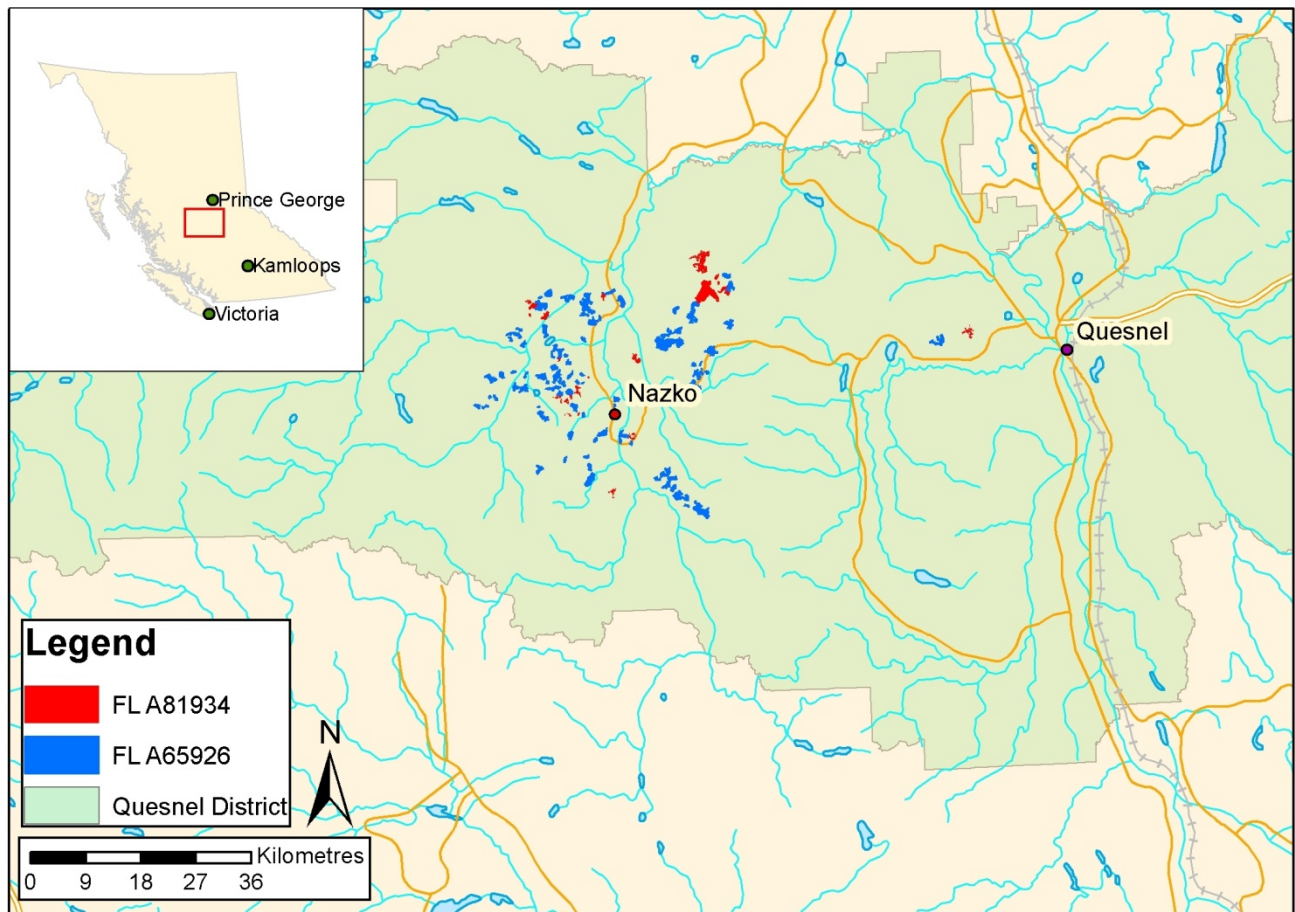 Prince George
Kamloops
Victoria
Quesnel
Nazko
Legend
FL A81934
FL A65926
Quesnel District
N
Kilometres
0 9 18 27 36